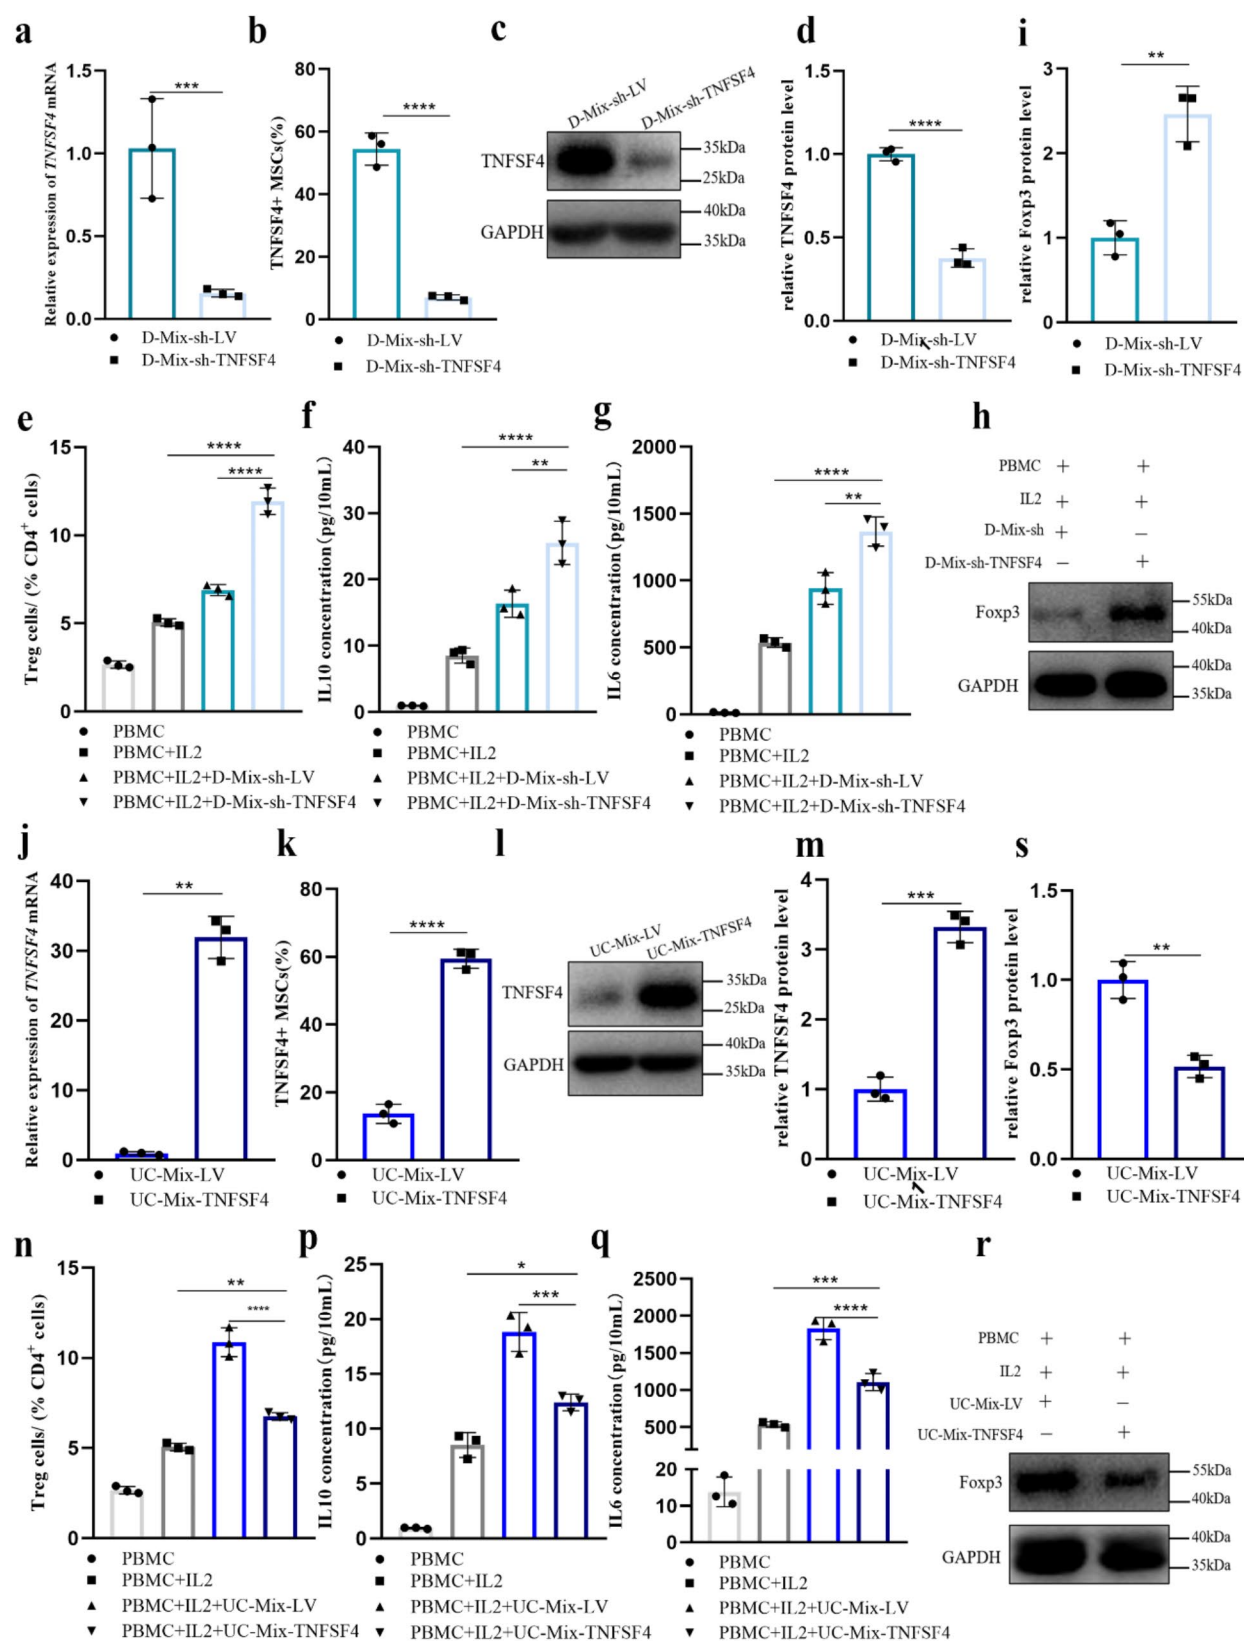 a
Relative expression of TNFSF4 mRNA
1.5
1.0
0.5
0.0
***
D-Mix-sh-LV
D-Mix-sh-TNFSF4
b
TNFSF4+ MSCs(%)
80
60
40
20
0
****
D-Mix-sh-LV
D-Mix-sh-TNFSF4
c
D-Mix-sh-LV
D-Mix-sh-TNFSF4
TNFSF4
35kDa
25kDa
GAPDH
40kDa
35kDa
d
relative TNFSF4 protein level
1.5
1.0
0.5
0.0
****
D-Mix-sh-LV
D-Mix-sh-TNFSF4
i
relative Foxp3 protein level
3
2
1
0
**
D-Mix-sh-LV
D-Mix-sh-TNFSF4
e
Treg cells/ (% CD4+ cells)
15
10
5
0
****
****
PBMC
PBMC+IL2
PBMC+IL2+D-Mix-sh-LV
PBMC+IL2+D-Mix-sh-TNFSF4
f
IL10 concentration(pg/10mL)
40
30
20
10
0
****
**
PBMC
PBMC+IL2
PBMC+IL2+D-Mix-sh-LV
PBMC+IL2+D-Mix-sh-TNFSF4
g
IL6 concentration(pg/10mL)
2000
1500
1000
500
0
****
**
PBMC
PBMC+IL2
PBMC+IL2+D-Mix-sh-LV
PBMC+IL2+D-Mix-sh-TNFSF4
h
PBMC + +
IL2 + +
D-Mix-sh + −
D-Mix-sh-TNFSF4 − +
Foxp3
55kDa
40kDa
GAPDH
40kDa
35kDa
j
Relative expression of TNFSF4 mRNA
40
30
20
10
0
**
UC-Mix-LV
UC-Mix-TNFSF4
k
TNFSF4+ MSCs(%)
80
60
40
20
0
****
UC-Mix-LV
UC-Mix-TNFSF4
l
UC-Mix-LV
UC-Mix-TNFSF4
TNFSF4
35kDa
25kDa
GAPDH
40kDa
35kDa
m
relative TNFSF4 protein level
4
3
2
1
0
***
UC-Mix-LV
UC-Mix-TNFSF4
s
relative Foxp3 protein level
1.5
1.0
0.5
0.0
**
UC-Mix-LV
UC-Mix-TNFSF4
n
Treg cells/ (% CD4+ cells)
15
10
5
0
**
****
PBMC
PBMC+IL2
PBMC+IL2+UC-Mix-LV
PBMC+IL2+UC-Mix-TNFSF4
p
IL10 concentration(pg/10mL)
25
20
15
10
5
0
*
***
PBMC
PBMC+IL2
PBMC+IL2+UC-Mix-LV
PBMC+IL2+UC-Mix-TNFSF4
q
IL6 concentration(pg/10mL)
2500
2000
1500
1000
500
20
10
0
***
****
PBMC
PBMC+IL2
PBMC+IL2+UC-Mix-LV
PBMC+IL2+UC-Mix-TNFSF4
r
PBMC + +
IL2 + +
UC-Mix-LV + −
UC-Mix-TNFSF4 − +
Foxp3
55kDa
40kDa
GAPDH
40kDa
35kDa